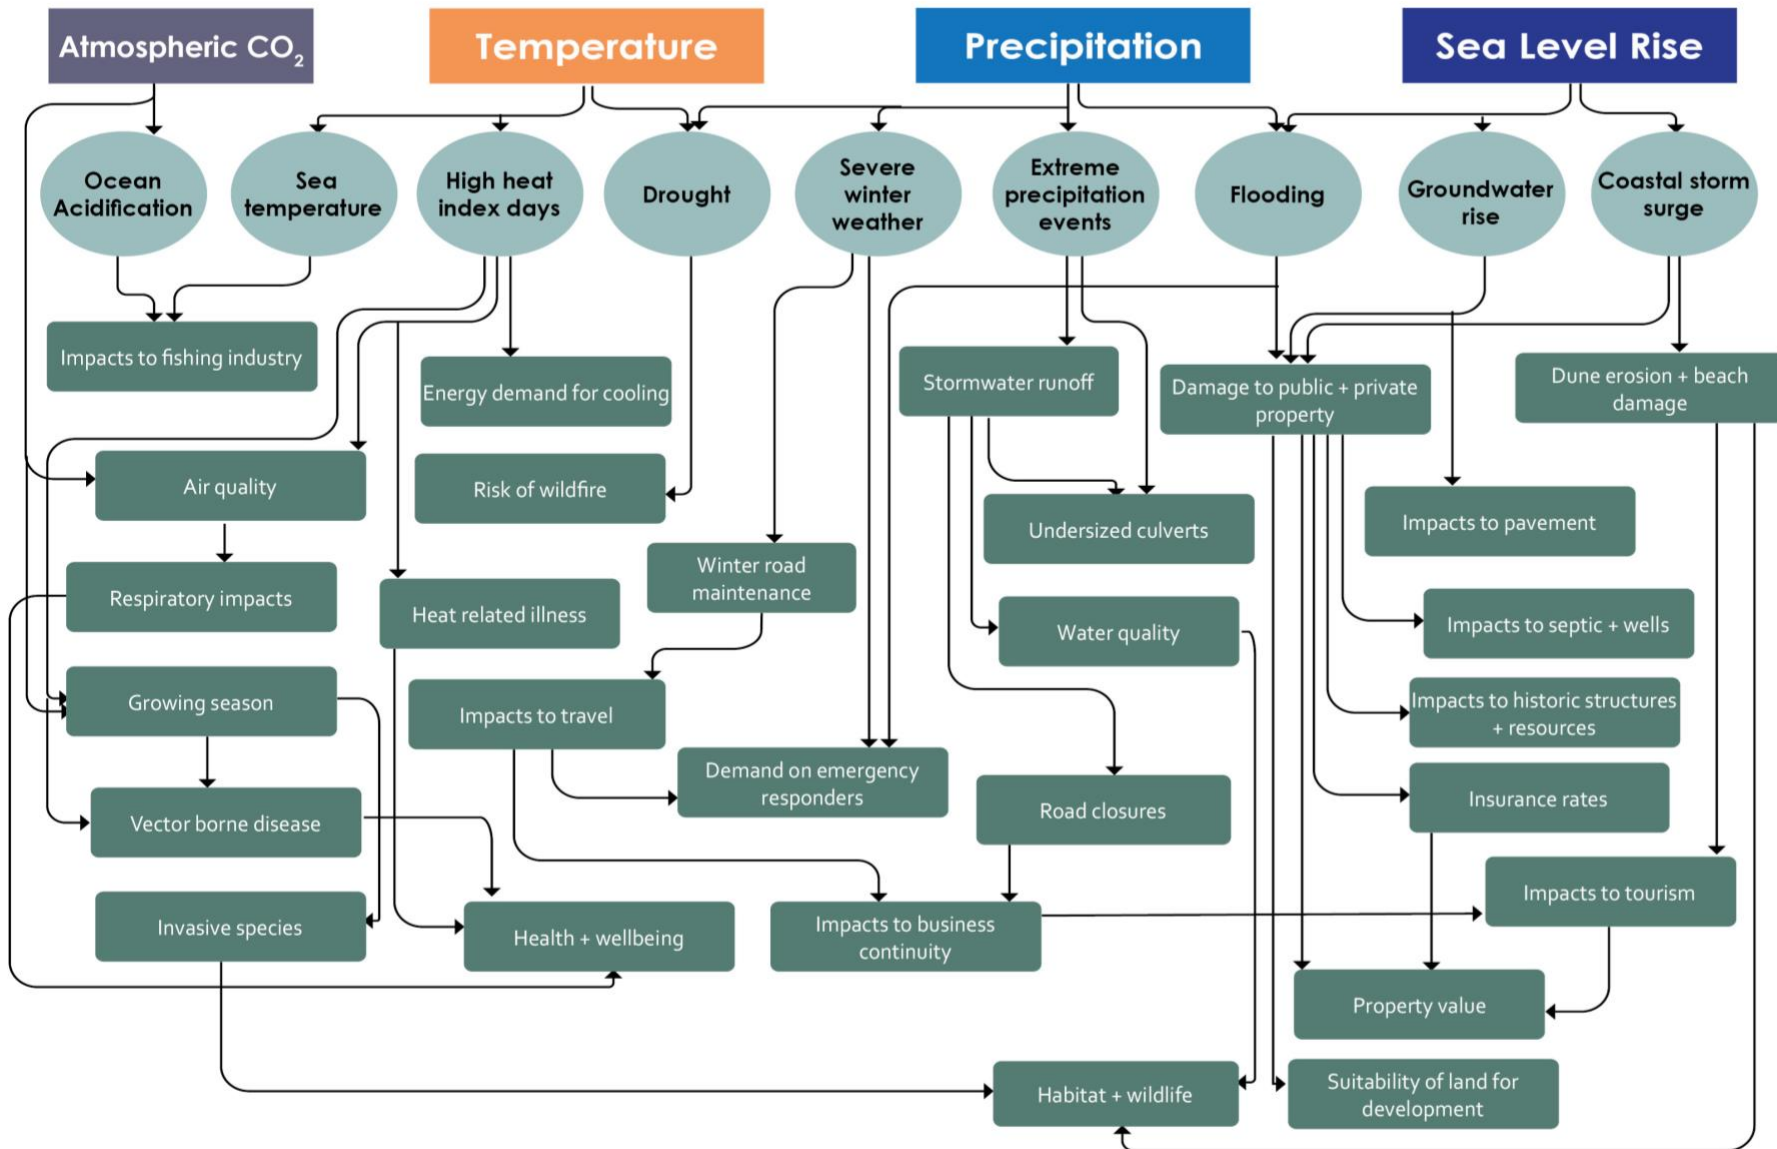 Atmospheric CO₂
Temperature
Precipitation
Sea Level Rise
Ocean
Acidification
Sea
temperature
High heat
index days
Drought
Severe
winter
weather
Extreme
precipitation
events
Flooding
Groundwater
rise
Coastal storm
surge
Impacts to fishing industry
Energy demand for cooling
Stormwater runoff
Damage to public + private
property
Dune erosion + beach
damage
Air quality
Risk of wildfire
Undersized culverts
Impacts to pavement
Respiratory impacts
Heat related illness
Winter road
maintenance
Water quality
Impacts to septic + wells
Growing season
Impacts to travel
Impacts to historic structures
+ resources
Vector borne disease
Demand on emergency
responders
Road closures
Insurance rates
Invasive species
Health + wellbeing
Impacts to business
continuity
Impacts to tourism
Property value
Habitat + wildlife
Suitability of land for
development